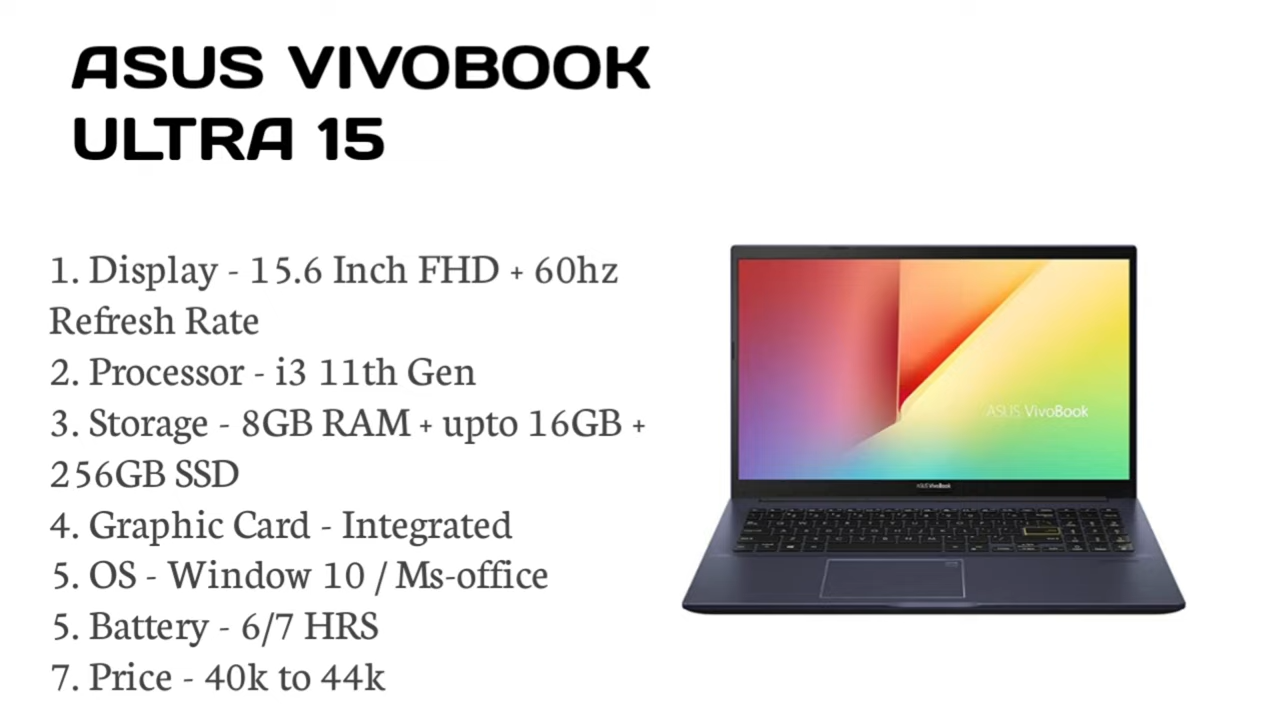 ASUS VIVOBOOK
ULTRA 15
1. Display - 15.6 Inch FHD + 60hz
Refresh Rate
2. Processor - i3 11th Gen
3. Storage - 8GB RAM + upto 16GB +
256GB SSD
4. Graphic Card - Integrated
5. OS - Window 10 / Ms-office
5. Battery - 6/7 HRS
7. Price - 40k to 44k
ASUS VivoBook
ASUS VivoBook